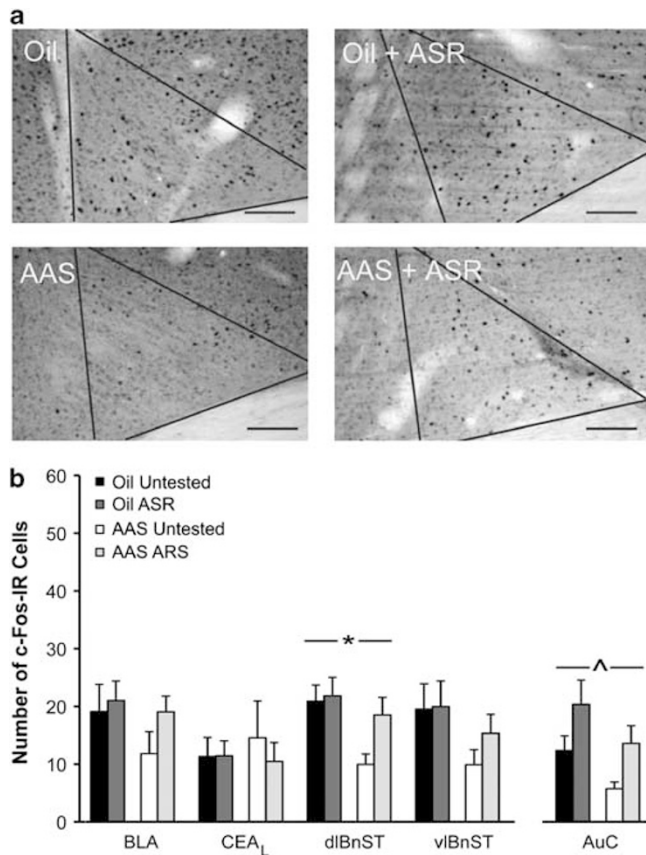 a
Oil
Oil + ASR
AAS
AAS + ASR
b
Number of c-Fos-IR Cells
60
50
40
30
20
10
0
Oil Untested
Oil ASR
AAS Untested
AAS ARS
*
^
BLA
CEA_L
dlBnST
vlBnST
AuC